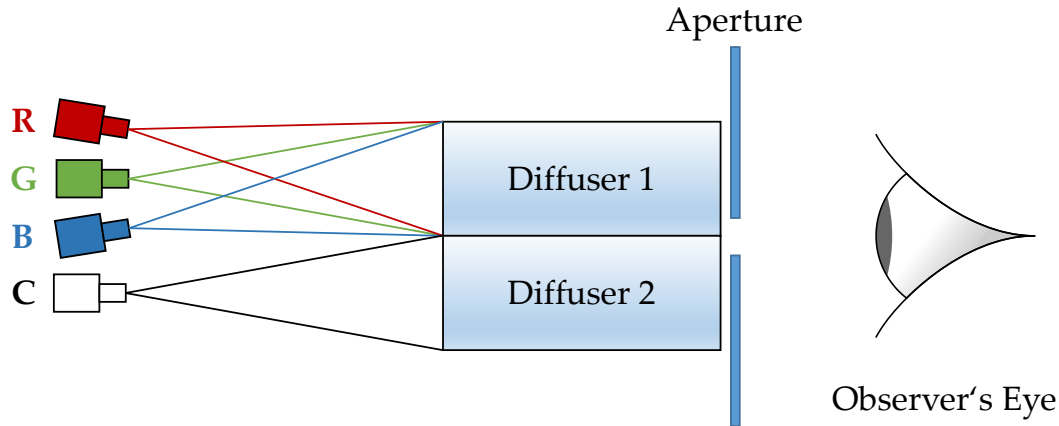 Aperture
R
G
B
C
Diffuser 1
Diffuser 2
Observer‘s Eye